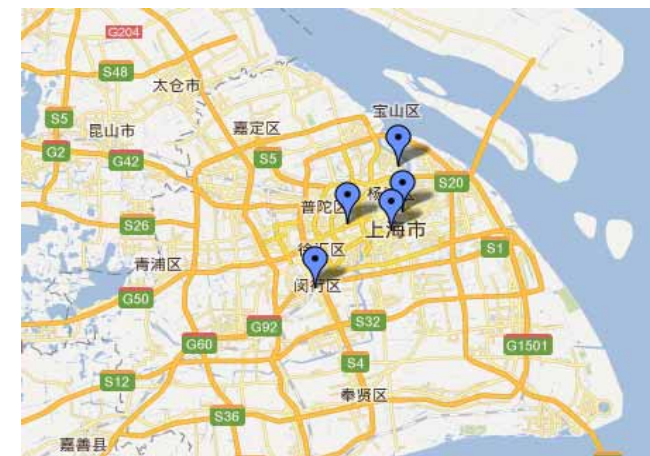 G204
S48
太仓市
宝山区
S5
昆山市
嘉定区
G2
G42
S5
S20
普陀区
S26
上海市
徐汇区
S1
青浦区
闵行区
G50
G92
S32
G60
G1501
S4
S12
奉贤区
S36
嘉善县